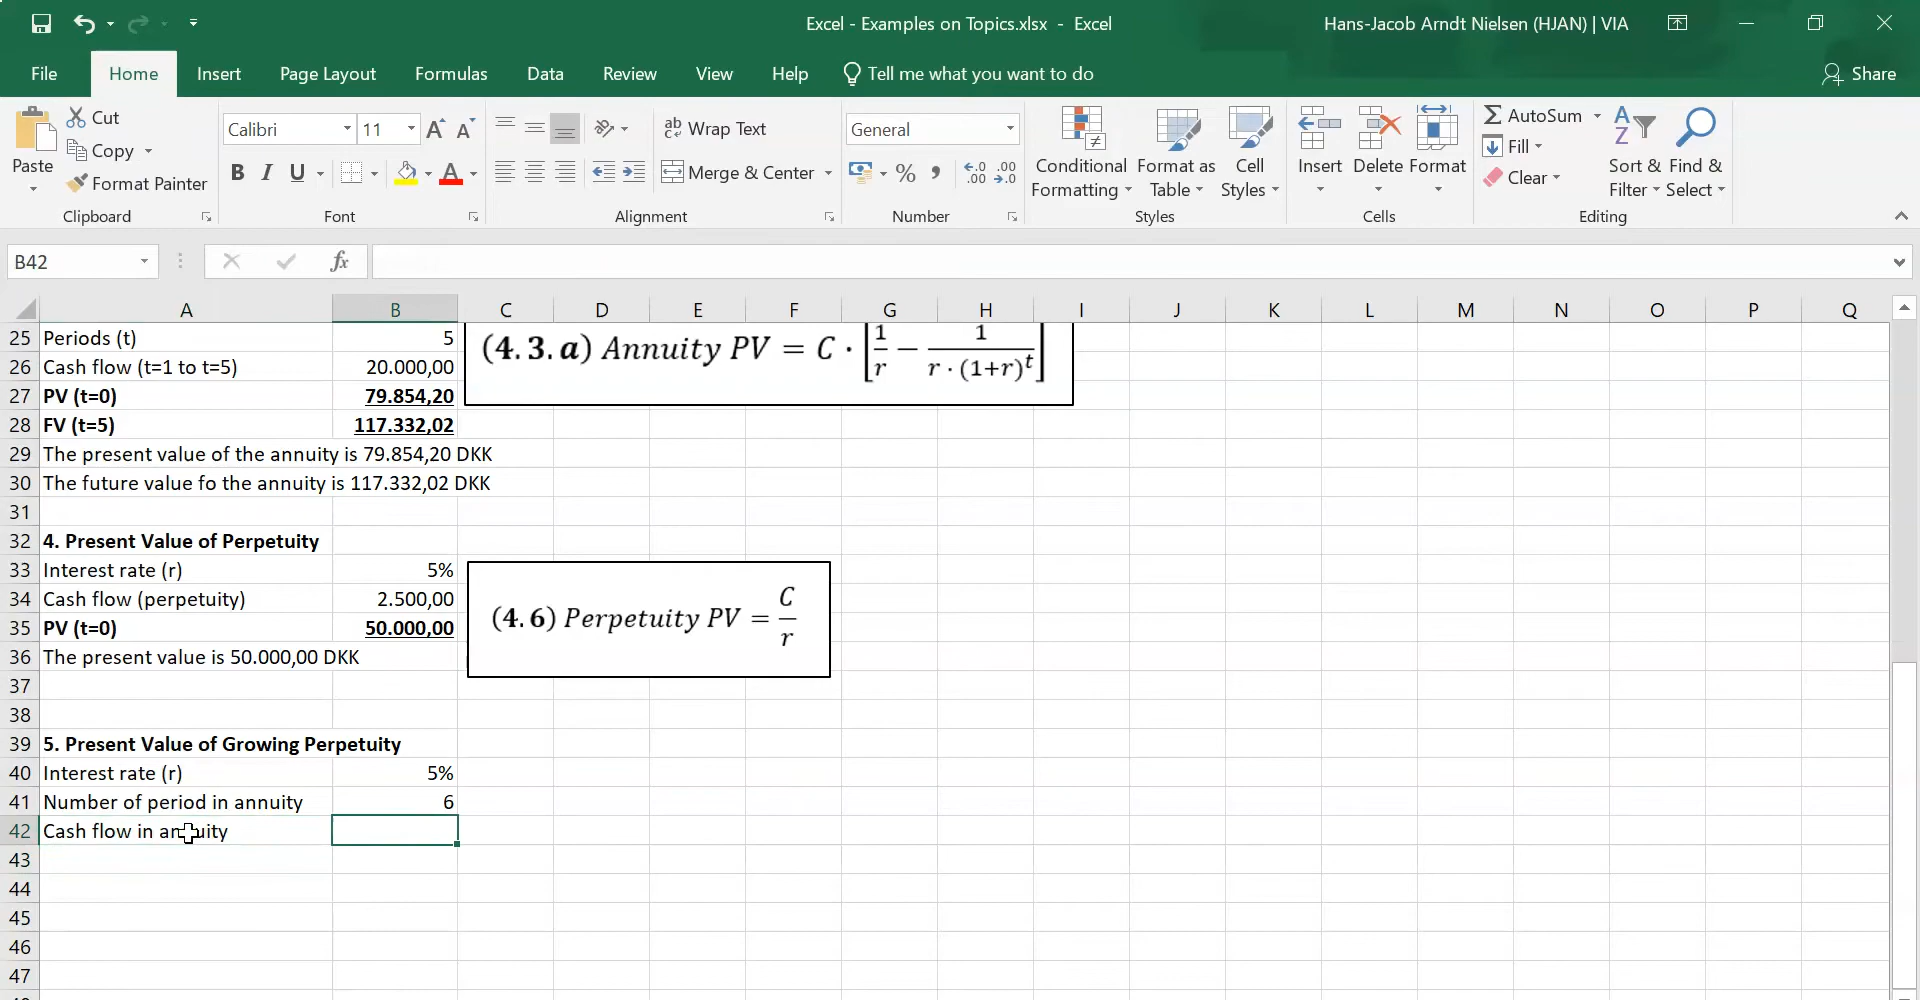 Excel - Examples on Topics.xlsx - Excel
Hans-Jacob Arndt Nielsen (HJAN) | VIA
File Home Insert Page Layout Formulas Data Review View Help Tell me what you want to do Share
Paste
Cut
Copy
Format Painter
Clipboard
Calibri 11
B I U
Font
Wrap Text
Merge & Center
Alignment
General
Number
Conditional Formatting
Format as Table
Cell Styles
Styles
Insert Delete Format
Cells
AutoSum
Fill
Clear
Sort & Filter
Find & Select
Editing
B42
fx
A B C D E F G H I J K L M N O P Q
25 Periods (t) 5
26 Cash flow (t=1 to t=5) 20.000,00
27 PV (t=0) 79.854,20
28 FV (t=5) 117.332,02
29 The present value of the annuity is 79.854,20 DKK
30 The future value fo the annuity is 117.332,02 DKK
(4.3.a) Annuity PV = C · [1/r − 1/(r · (1+r)^t)]
31
32 4. Present Value of Perpetuity
33 Interest rate (r) 5%
34 Cash flow (perpetuity) 2.500,00
35 PV (t=0) 50.000,00
36 The present value is 50.000,00 DKK
(4.6) Perpetuity PV = C/r
37
38
39 5. Present Value of Growing Perpetuity
40 Interest rate (r) 5%
41 Number of period in annuity 6
42 Cash flow in annuity
43
44
45
46
47